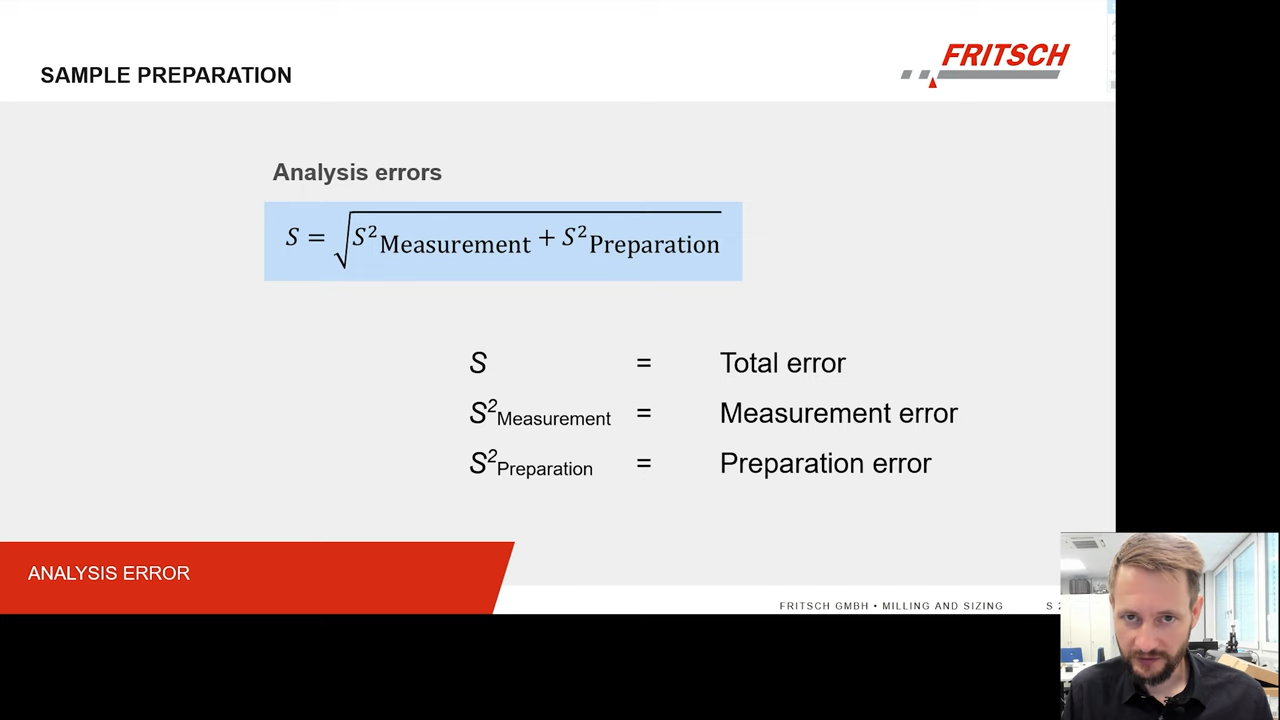 SAMPLE PREPARATION
FRITSCH
Analysis errors
S = √S²Measurement + S²Preparation
S = Total error
S²Measurement = Measurement error
S²Preparation = Preparation error
ANALYSIS ERROR
FRITSCH GMBH • MILLING AND SIZING S